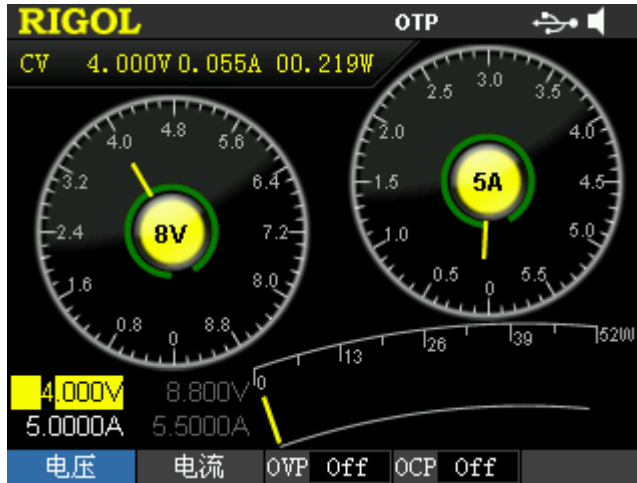 RIGOL OTP
CV 4.000V 0.055A 00.219W
0 0.8 1.6 2.4 3.2 4.0 4.8 5.6 6.4 7.2 8.0 8.8
8V
0 0.5 1.0 1.5 2.0 2.5 3.0 3.5 4.0 4.5 5.0 5.5
5A
0 13 26 39 52W
4.000V 8.800V
5.0000A 5.5000A
电压 电流 OVP Off OCP Off